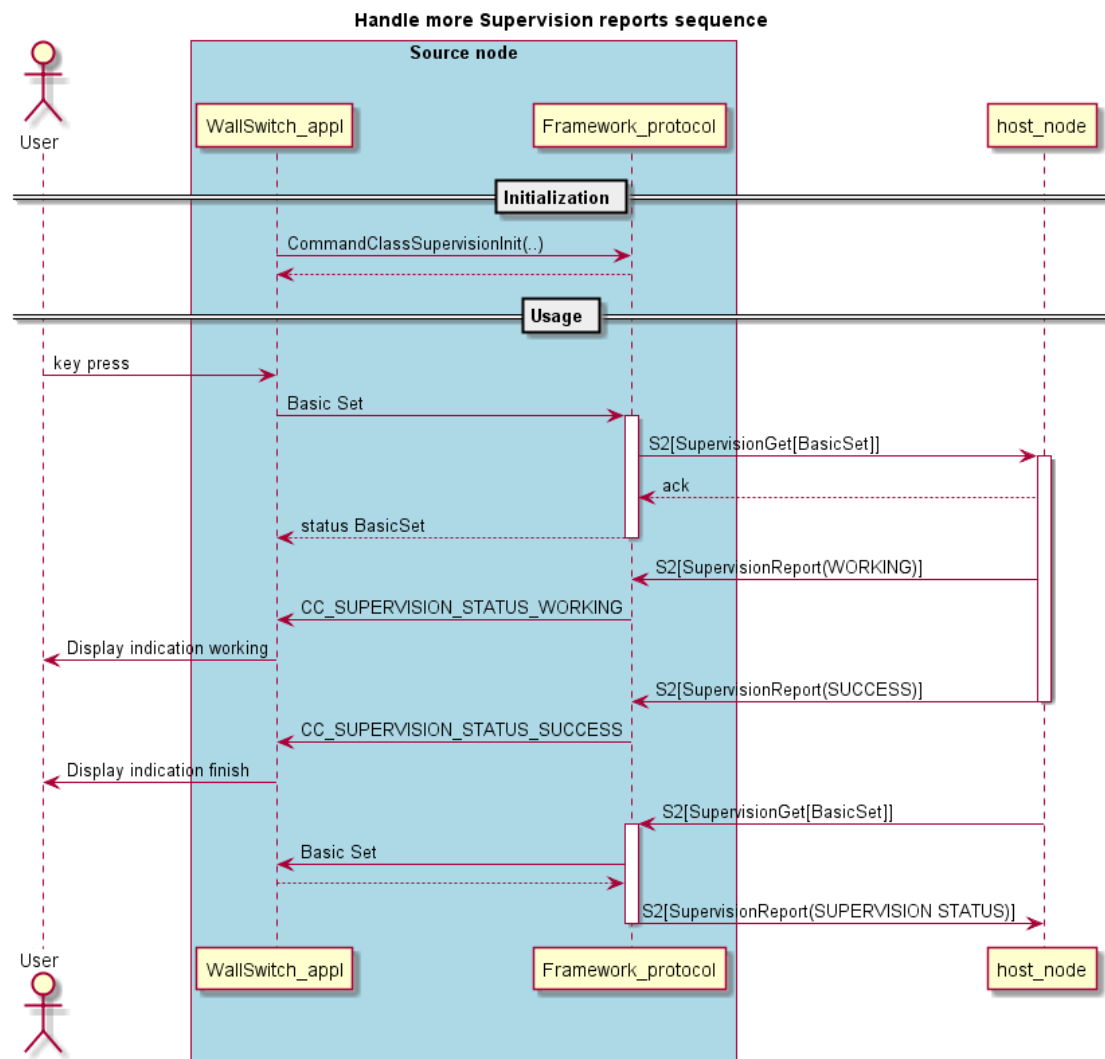 Handle more Supervision reports sequence
Source node
User
WallSwitch_appl
Framework_protocol
host_node
Initialization
CommandClassSupervisionInit(..)
Usage
key press
Basic Set
S2[SupervisionGet[BasicSet]]
ack
status BasicSet
S2[SupervisionReport(WORKING)]
CC_SUPERVISION_STATUS_WORKING
Display indication working
S2[SupervisionReport(SUCCESS)]
CC_SUPERVISION_STATUS_SUCCESS
Display indication finish
S2[SupervisionGet[BasicSet]]
Basic Set
S2[SupervisionReport(SUPERVISION STATUS)]
User
WallSwitch_appl
Framework_protocol
host_node